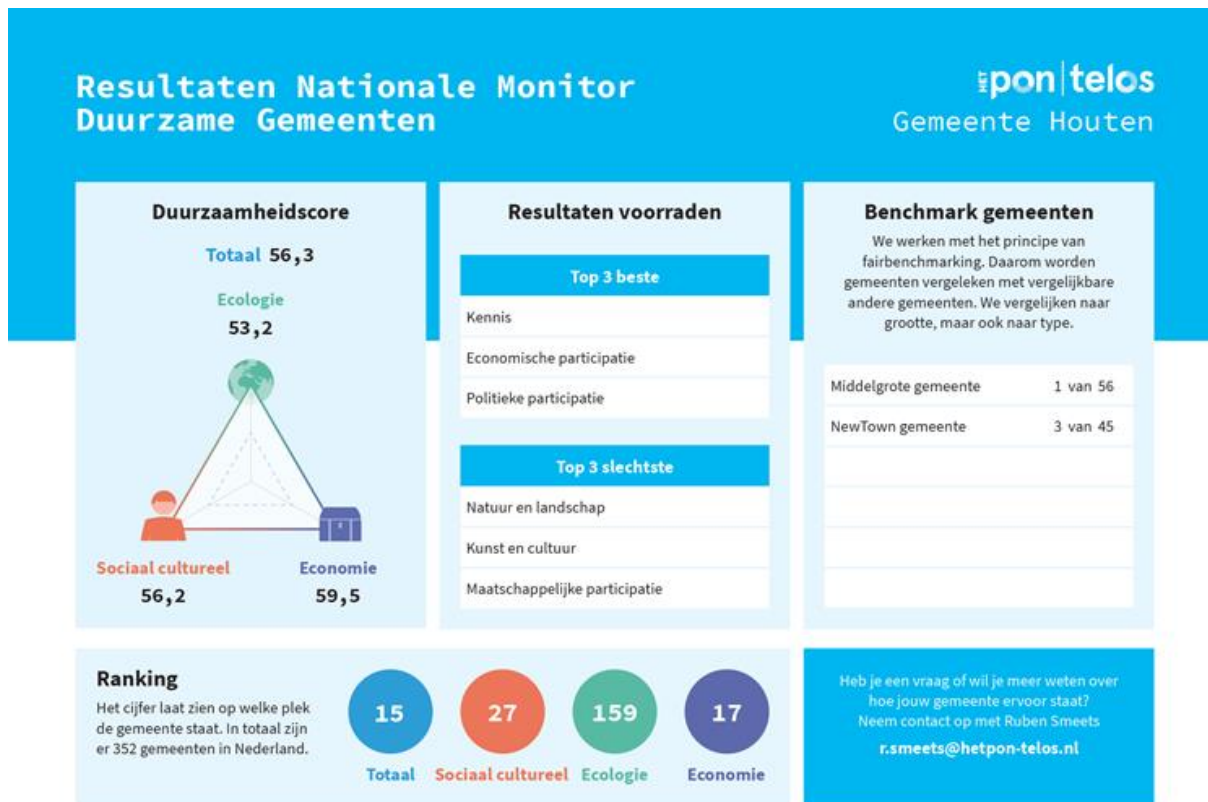 Resultaten Nationale Monitor
Duurzame Gemeenten
HET pon telos
Gemeente Houten
Duurzaamheidscore
Totaal 56,3
Ecologie
53,2
Sociaal cultureel
56,2
Economie
59,5
Resultaten voorraden
Top 3 beste
Kennis
Economische participatie
Politieke participatie
Top 3 slechtste
Natuur en landschap
Kunst en cultuur
Maatschappelijke participatie
Benchmark gemeenten
We werken met het principe van
fairbenchmarking. Daarom worden
gemeenten vergeleken met vergelijkbare
andere gemeenten. We vergelijken naar
grootte, maar ook naar type.
Middelgrote gemeente 1 van 56
NewTown gemeente 3 van 45
Ranking
Het cijfer laat zien op welke plek
de gemeente staat. In totaal zijn
er 352 gemeenten in Nederland.
15 27 159 17
Totaal Sociaal cultureel Ecologie Economie
Heb je een vraag of wil je meer weten over
hoe jouw gemeente ervoor staat?
Neem contact op met Ruben Smeets
r.smeets@hetpon-telos.nl